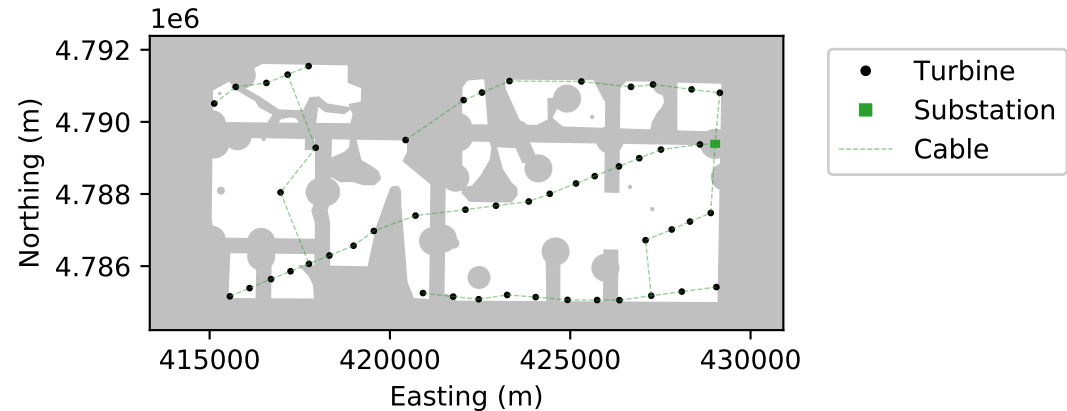 1e6
4.792
4.790
4.788
4.786
Northing (m)
415000 420000 425000 430000
Easting (m)
Turbine
Substation
Cable